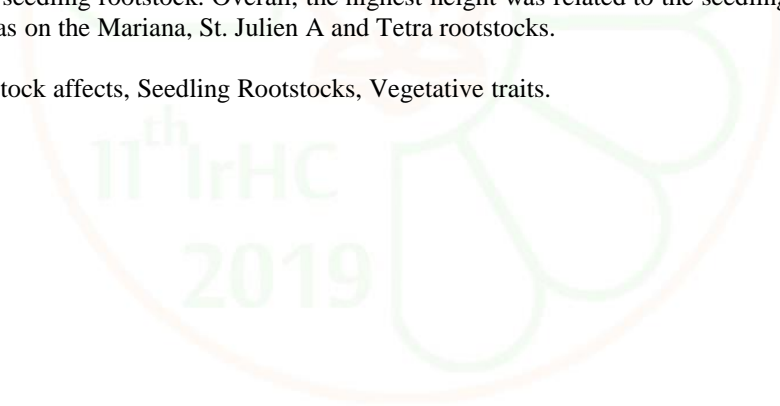 seedling rootstock. Overall, the highest height was related to the seedling
as on the Mariana, St. Julien A and Tetra rootstocks.
tock affects, Seedling Rootstocks, Vegetative traits.
11th IrHC
2019